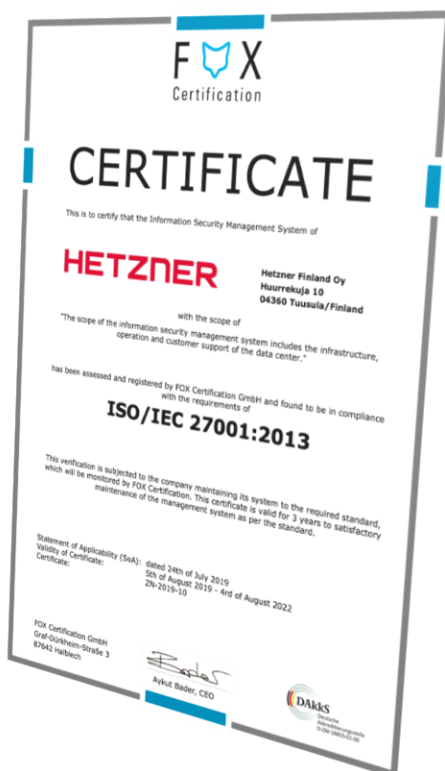 FOX
Certification
CERTIFICATE
This is to certify that the Information Security Management System of
HETZNER
Hetzner Finland Oy
Huurrekuja 10
04360 Tuusula/Finland
with the scope of
"The scope of the information security management system includes the infrastructure,
operation and customer support of the data center."
has been assessed and registered by FOX Certification GmbH and found to be in compliance
with the requirements of
ISO/IEC 27001:2013
This verification is subjected to the company maintaining its system to the required standard,
which will be monitored by FOX Certification. This certificate is valid for 3 years to satisfactory
maintenance of the management system as per the standard.
Statement of Applicability (SoA): dated 24th of July 2019
Validity of Certificate: 5th of August 2019 - 4rd of August 2022
Certificate: ZN-2019-10
FOX Certification GmbH
Graf-Dürkheim-Straße 3
87642 Halblech
Aykut Bader, CEO
DAkkS
Deutsche
Akkreditierungsstelle